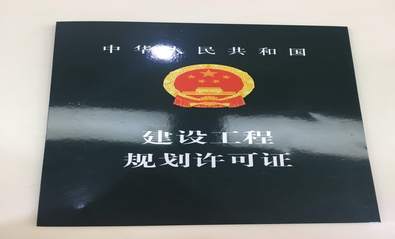 中华人民共和国
建设工程
规划许可证